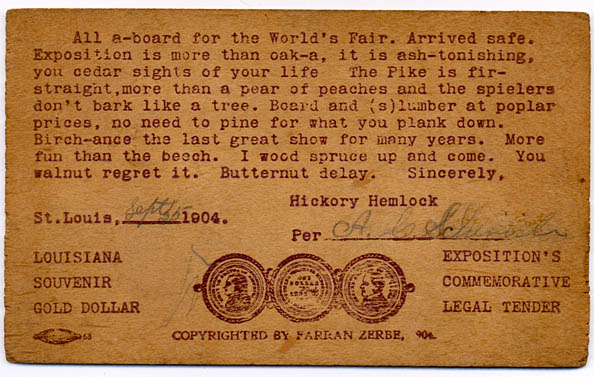 All a-board for the World's Fair. Arrived safe.
Exposition is more than oak-a, it is ash-tonishing,
you cedar sights of your life The Pike is fir-
straight,more than a pear of peaches and the spielers
don't bark like a tree. Board and (s)lumber at poplar
prices, no need to pine for what you plank down.
Birch-ance the last great show for many years. More
fun than the beech. I wood spruce up and come. You
walnut regret it. Butternut delay. Sincerely,
Hickory Hemlock
St.Louis, Sept 1904.
Per
LOUISIANA
SOUVENIR
GOLD DOLLAR
EXPOSITION'S
COMMEMORATIVE
LEGAL TENDER
COPYRIGHTED BY FARRAN ZERBE, 904.